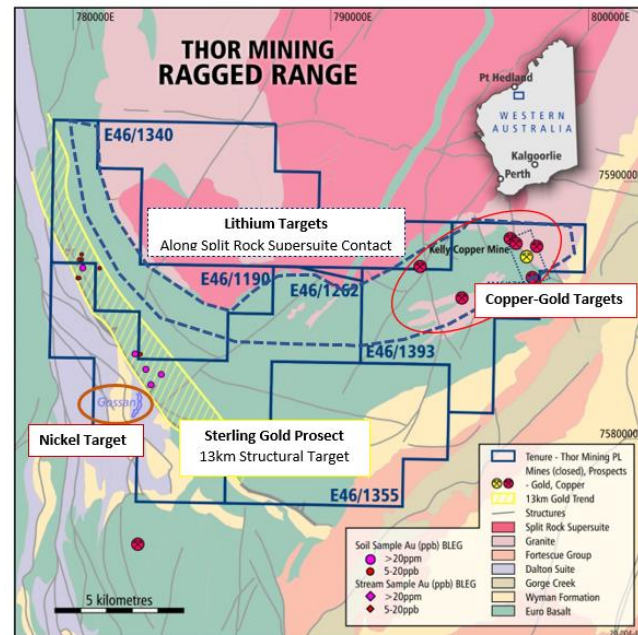 780000E
790000E
800000E
THOR MINING
RAGGED RANGE
Pt Hedland
WESTERN
AUSTRALIA
Kalgoorlie
Perth
7590000
E46/1340
Lithium Targets
Along Split Rock Supersuite Contact
Kelly Copper Mine
E46/1190
E46/1262
Copper-Gold Targets
E46/1393
Gossan
Nickel Target
Sterling Gold Prosect
13km Structural Target
7580000
E46/1355
Tenure - Thor Mining PL
Mines (closed), Prospects
- Gold, Copper
13km Gold Trend
Structures
Split Rock Supersuite
Granite
Fortescue Group
Dalton Suite
Gorge Creek
Wyman Formation
Euro Basalt
Soil Sample Au (ppb) BLEG
>20ppm
5-20ppb
Stream Sample Au (ppb) BLEG
>20ppm
5-20ppb
5 kilometres